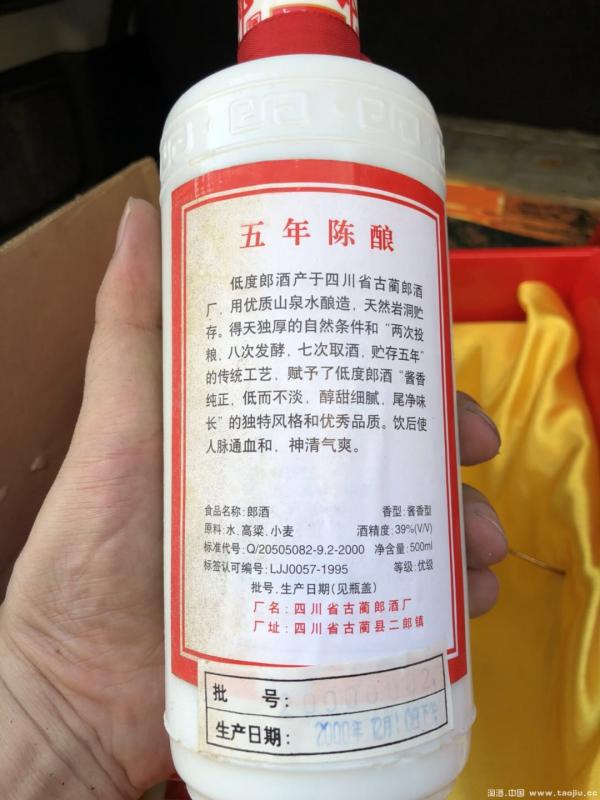 五年陈酿
低度郎酒产于四川省古蔺郎酒
厂，用优质山泉水酿造，天然岩洞贮
存。得天独厚的自然条件和“两次投
粮，八次发酵，七次取酒，贮存五年”
的传统工艺，赋予了低度郎酒“酱香
纯正，低而不淡，醇甜细腻，尾净味
长”的独特风格和优秀品质。饮后使
人脉通血和，神清气爽。
食品名称：郎酒 香型：酱香型
原料：水、高粱、小麦 酒精度：39%(V/V)
标准代号：Q/20505082-9.2-2000 净含量：500ml
标签认可编号：LJJ0057-1995 等级：优级
批号、生产日期（见瓶盖）
厂名：四川省古蔺郎酒厂
厂址：四川省古蔺县二郎镇
批号：
生产日期：2000年12月
淘酒.中国 www.taojiu.cc